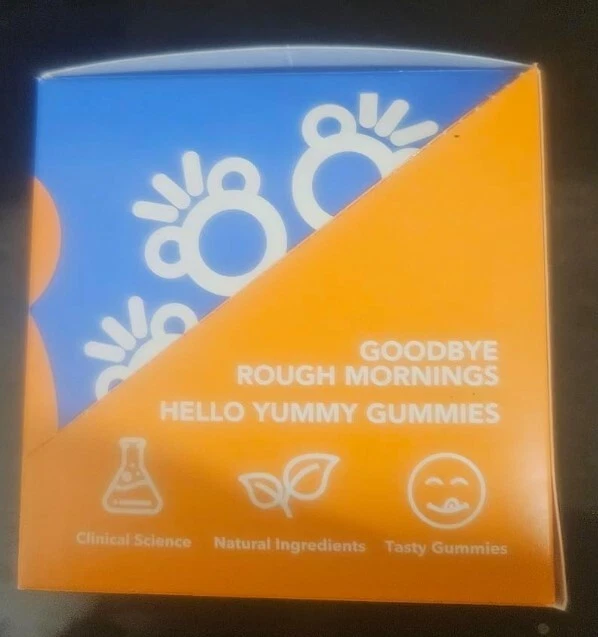 GOODBYE
ROUGH MORNINGS
HELLO YUMMY GUMMIES
Clinical Science
Natural Ingredients
Tasty Gummies